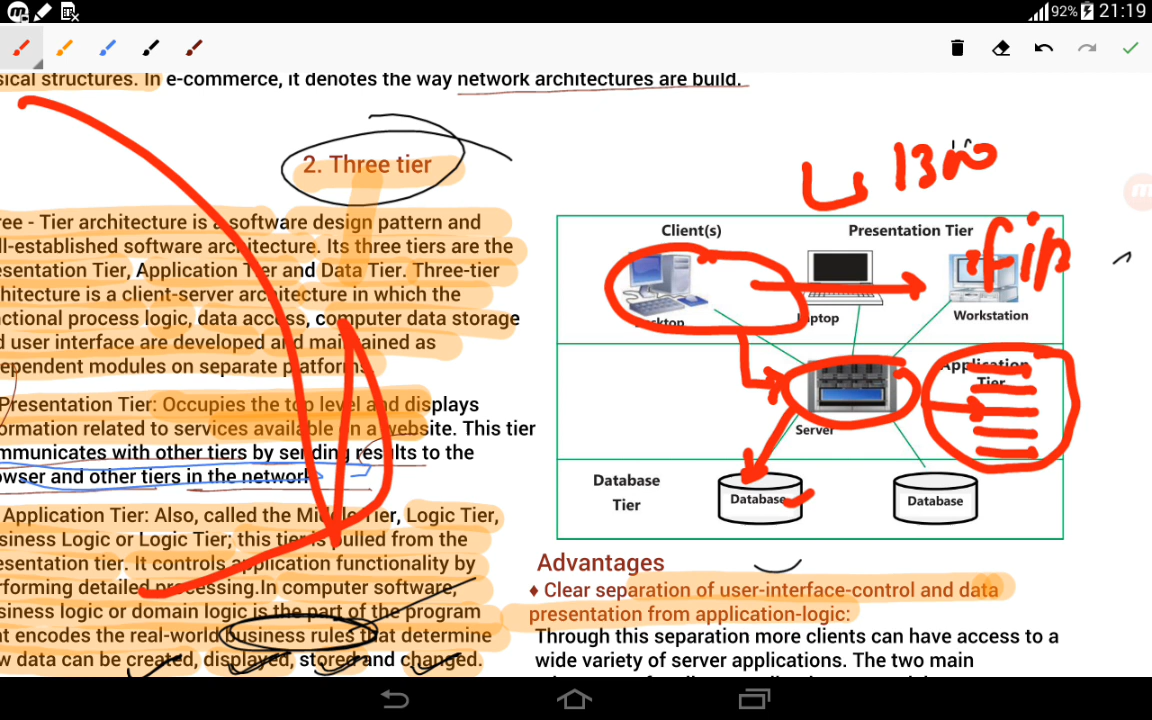 92% 21:19
sical structures. In e-commerce, it denotes the way network architectures are build.
2. Three tier
ree - Tier architecture is a software design pattern and
ll-established software architecture. Its three tiers are the
esentation Tier, Application Tier and Data Tier. Three-tier
hitecture is a client-server architecture in which the
nctional process logic, data access, computer data storage
d user interface are developed and maintained as
ependent modules on separate platforms.
Presentation Tier: Occupies the top level and displays
ormation related to services available on a website. This tier
mmunicates with other tiers by sending results to the
owser and other tiers in the network.
Application Tier: Also, called the Middle Tier, Logic Tier,
siness Logic or Logic Tier; this tier is pulled from the
esentation tier. It controls application functionality by
rforming detailed processing.In computer software,
siness logic or domain logic is the part of the program
at encodes the real-world business rules that determine
w data can be created, displayed, stored and changed.
1300
Client(s) Presentation Tier
Desktop Laptop Workstation
Application
Tier
Server
Database
Tier
Database Database
Advantages
♦ Clear separation of user-interface-control and data
presentation from application-logic:
Through this separation more clients can have access to a
wide variety of server applications. The two main